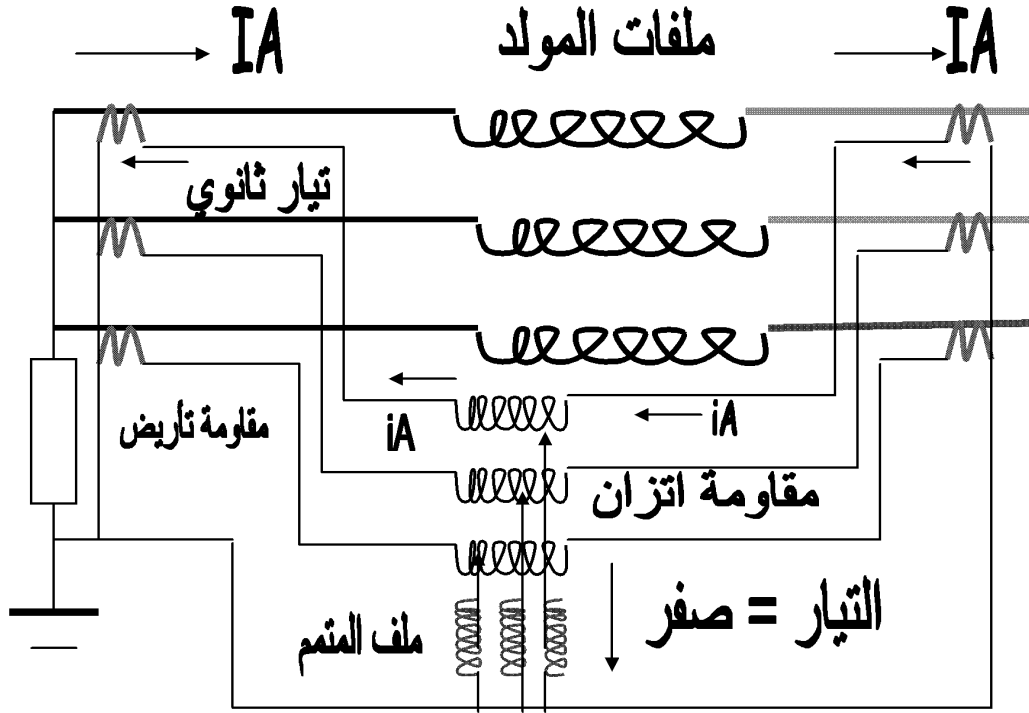 IA
ملفات المولد
IA
تيار ثانوي
iA
iA
مقاومة تأريض
مقاومة اتزان
التيار = صفر
ملف المتمم